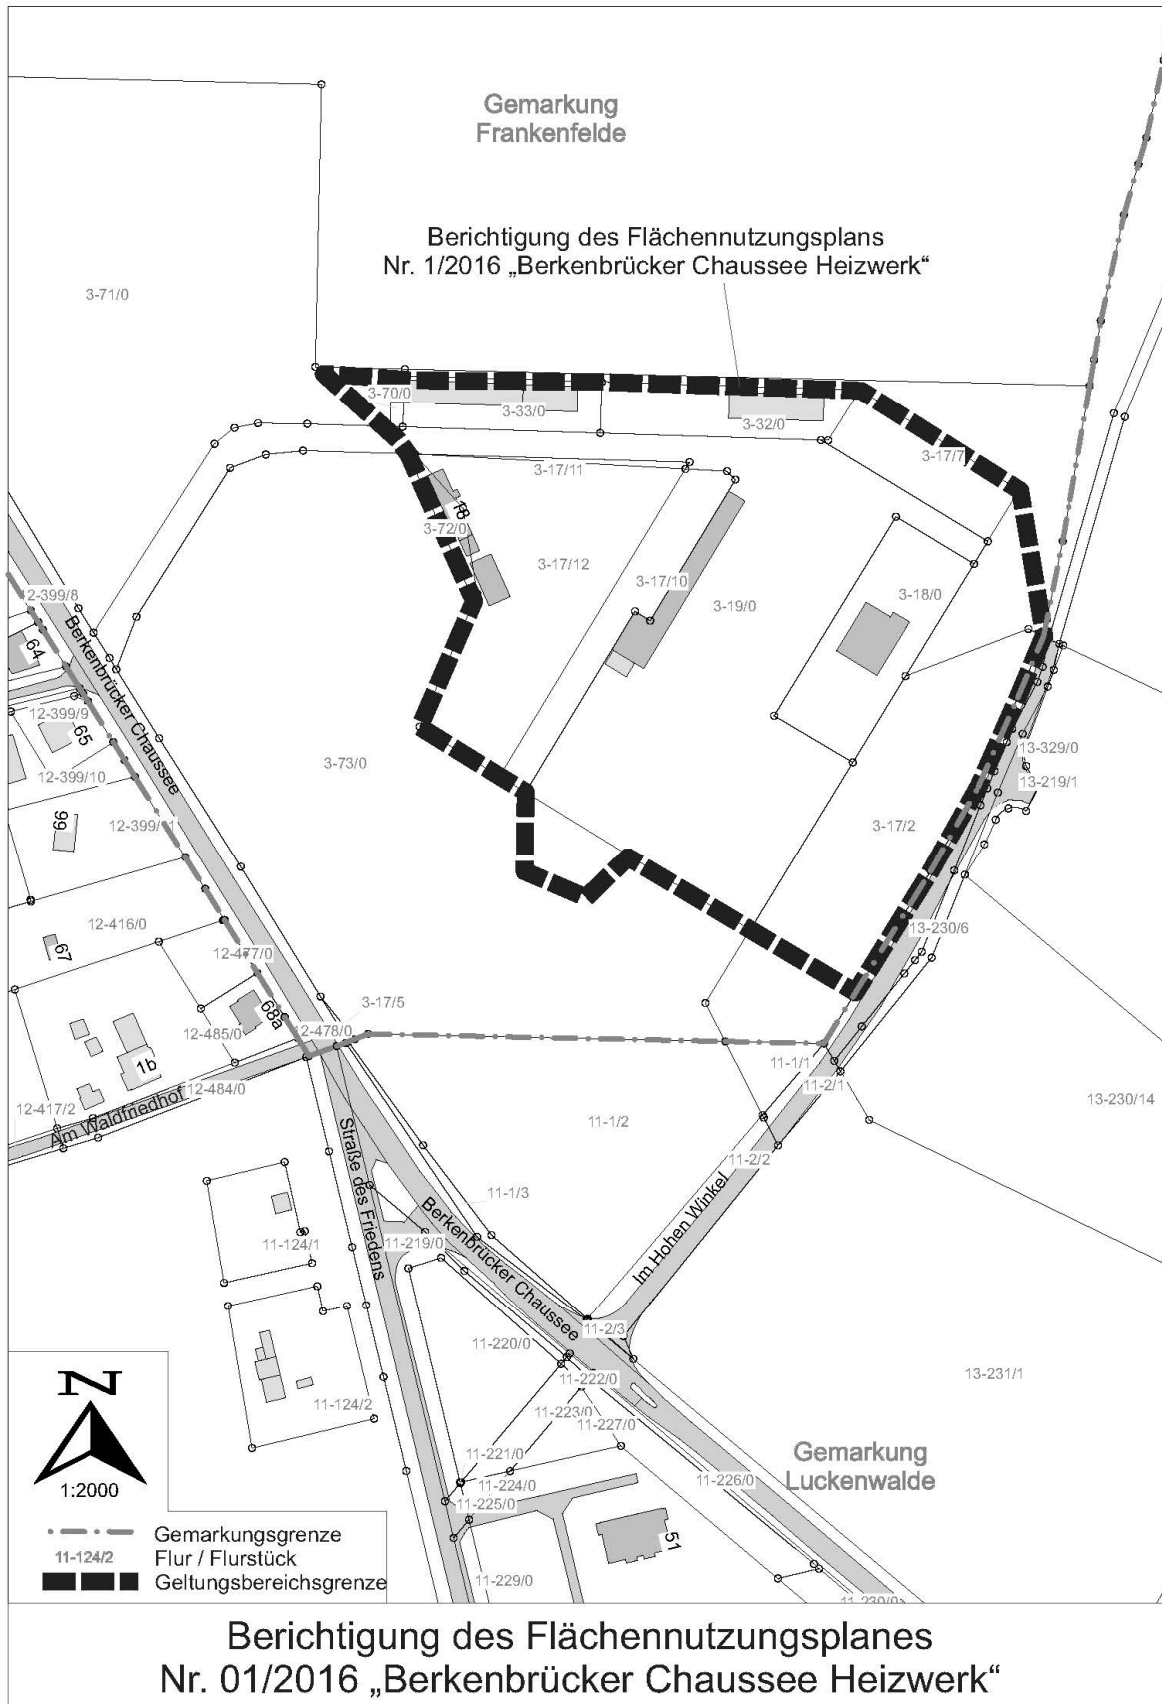 Gemarkung
Frankenfelde
Berichtigung des Flächennutzungsplans
Nr. 1/2016 „Berkenbrücker Chaussee Heizwerk“
3-71/0
3-70/0
3-33/0
3-32/0
3-17/7
3-17/11
18
3-72/0
3-17/12
3-17/10
3-19/0
3-18/0
2-399/8
64
Berkenbrücker Chaussee
12-399/9
65
12-399/10
3-73/0
13-329/0
13-219/1
66
3-17/2
12-416/0
67
12-477/0
13-230/6
68a
3-17/5
12-485/0
12-478/0
1b
12-484/0
11-1/1
11-2/1
12-417/2
Am Waldfriedhof
11-1/2
13-230/14
Straße des Friedens
11-2/2
11-1/3
Im Hohen Winkel
11-124/1
11-219/0
Berkenbrücker Chaussee
11-2/3
11-220/0
11-222/0
13-231/1
11-124/2
11-223/0
11-227/0
Gemarkung
Luckenwalde
11-221/0
11-224/0
11-226/0
11-225/0
51
11-229/0
11-230/0
N
1:2000
Gemarkungsgrenze
11-124/2 Flur / Flurstück
Geltungsbereichsgrenze
Berichtigung des Flächennutzungsplanes
Nr. 01/2016 „Berkenbrücker Chaussee Heizwerk“